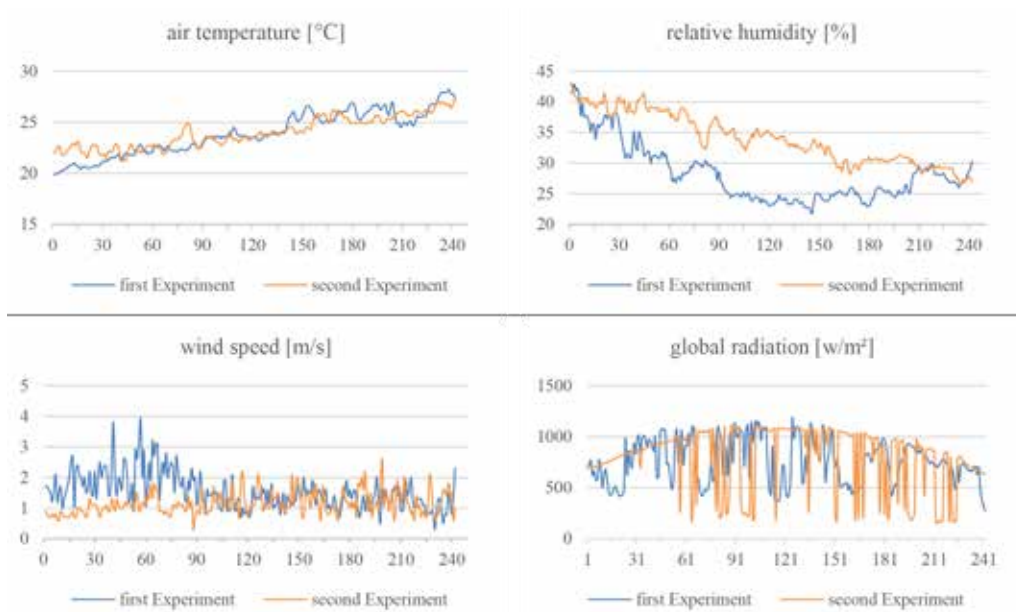 air temperature [°C]
30
25
20
15
0 30 60 90 120 150 180 210 240
first Experiment second Experiment
relative humidity [%]
45
40
35
30
25
20
0 30 60 90 120 150 180 210 240
first Experiment second Experiment
wind speed [m/s]
5
4
3
2
1
0
0 30 60 90 120 150 180 210 240
first Experiment second Experiment
global radiation [w/m²]
1500
1000
500
0
1 31 61 91 121 151 181 211 241
first Experiment second Experiment